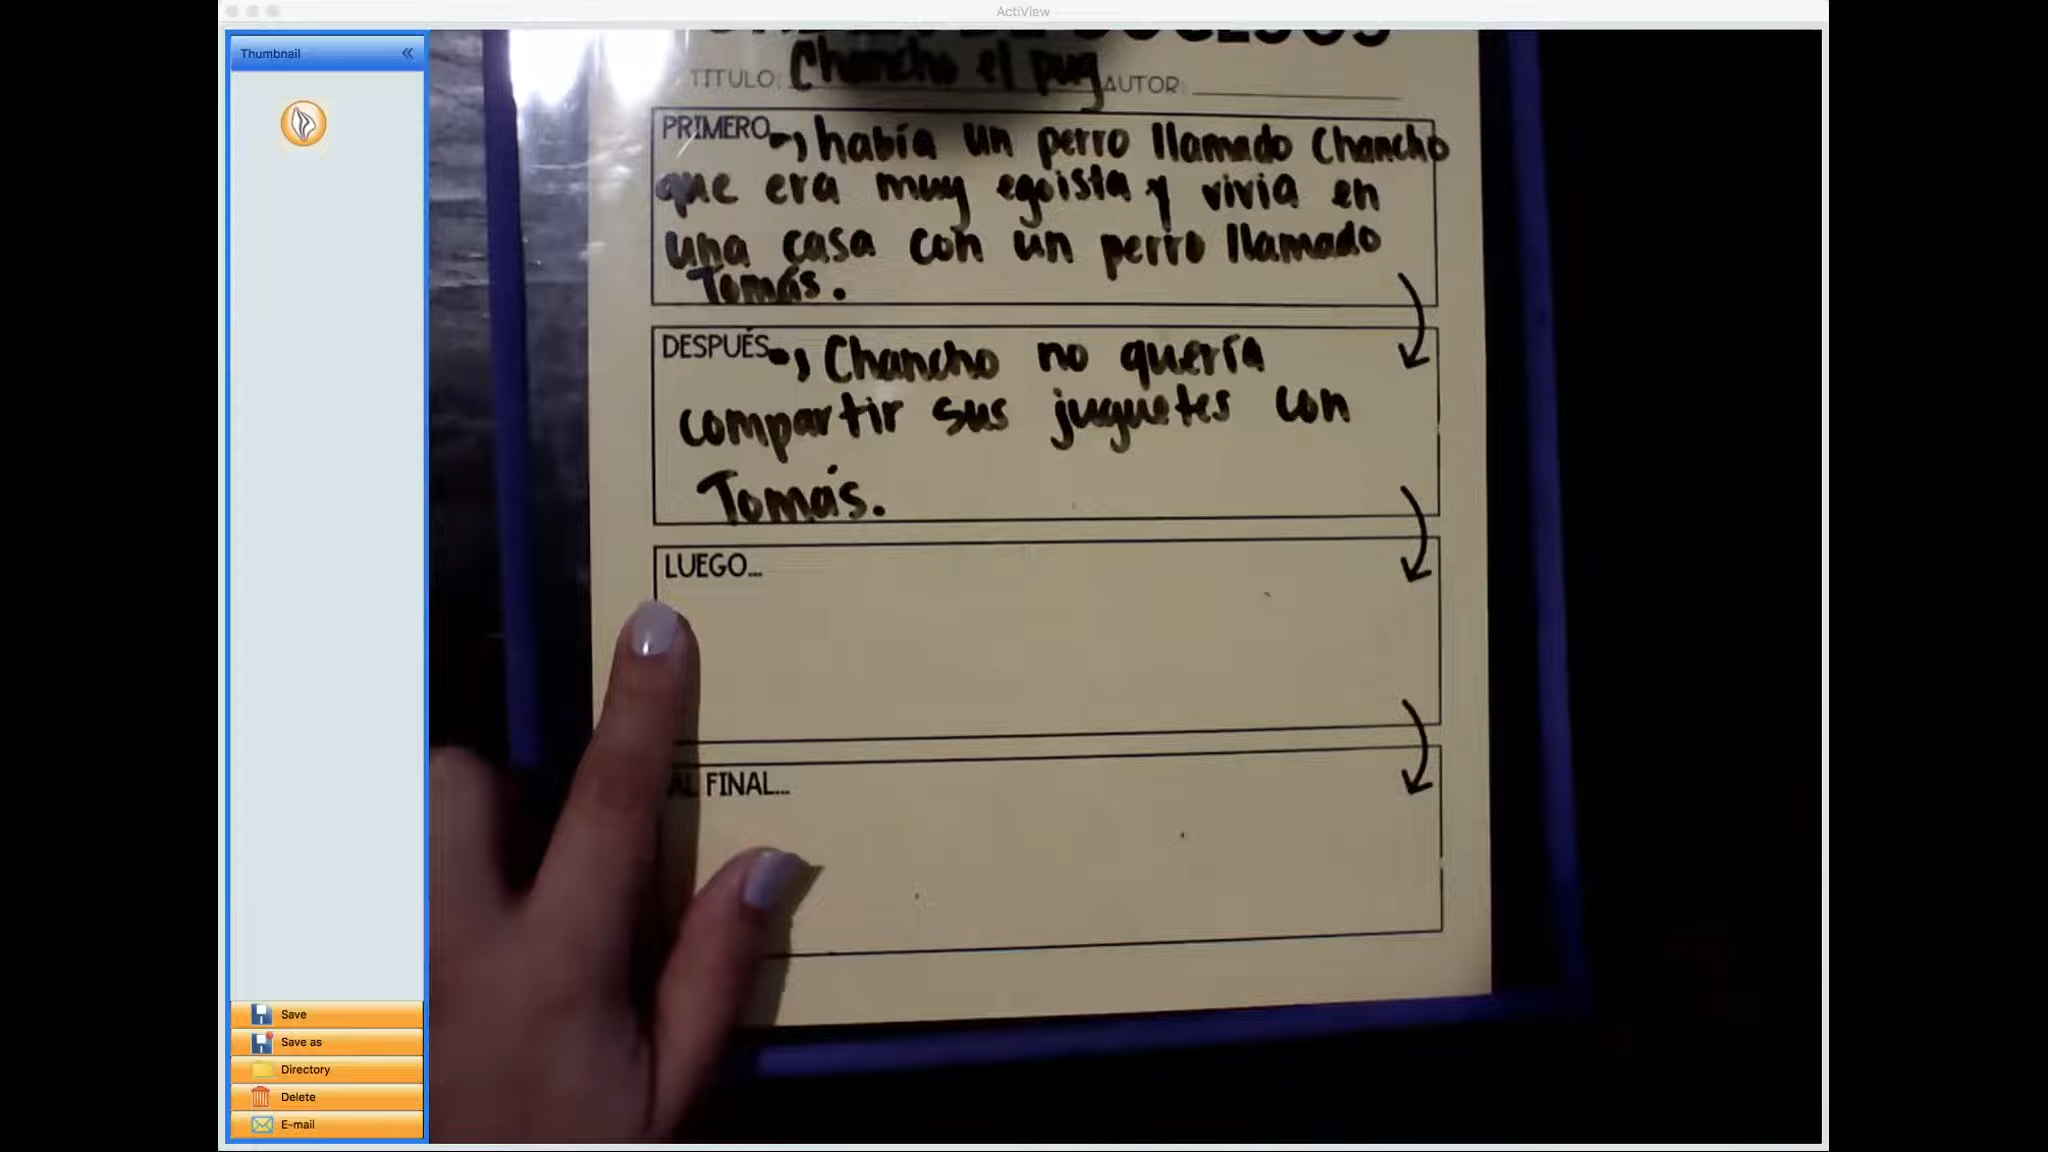 ActiView
Thumbnail
TÍTULO: Chancho el pug AUTOR:
PRIMERO, había un perro llamado Chancho
que era muy egoista y vivia en
una casa con un perro llamado
Tomás.
DESPUÉS, Chancho no quería
compartir sus juguetes con
Tomás.
LUEGO...
AL FINAL...
Save
Save as
Directory
Delete
E-mail